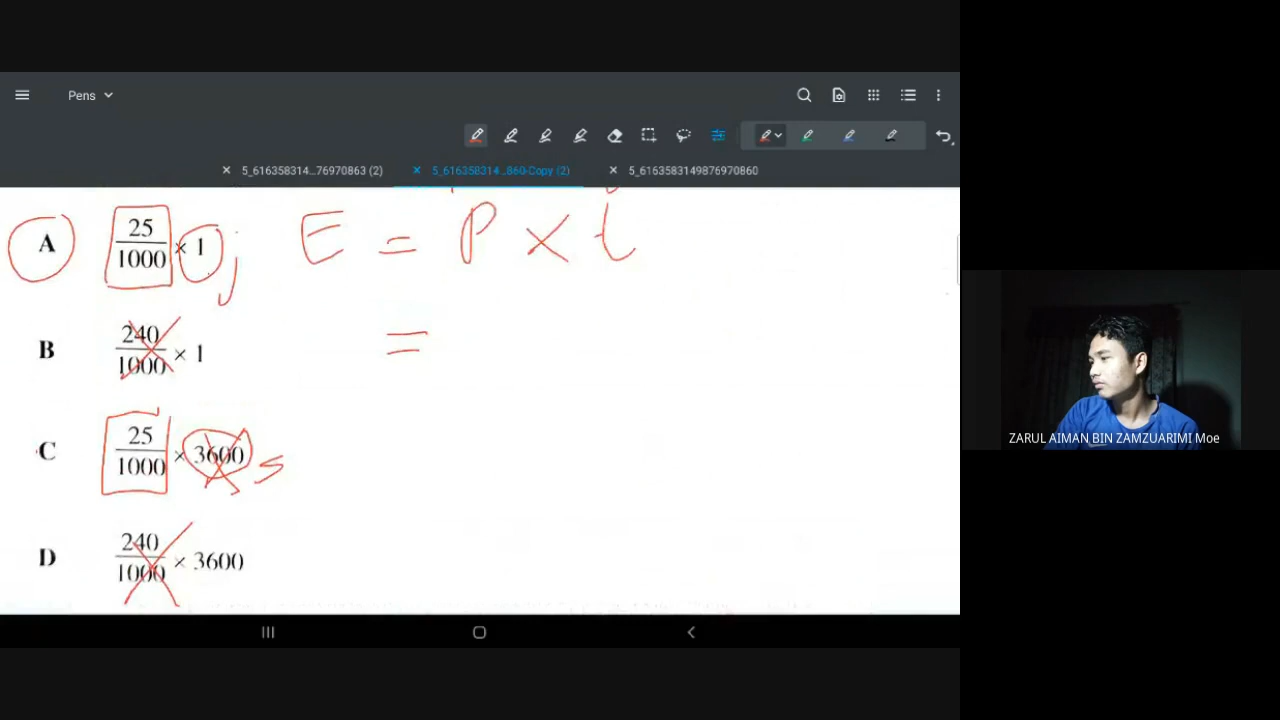 Pens
5_616358314...76970863 (2)
5_616358314...860-Copy (2)
5_6163583149876970860
A 25/1000 × 1 j E = P × t
B 240/1000 × 1 =
C 25/1000 × 3600 s
D 240/1000 × 3600
ZARUL AIMAN BIN ZAMZUARIMI Moe